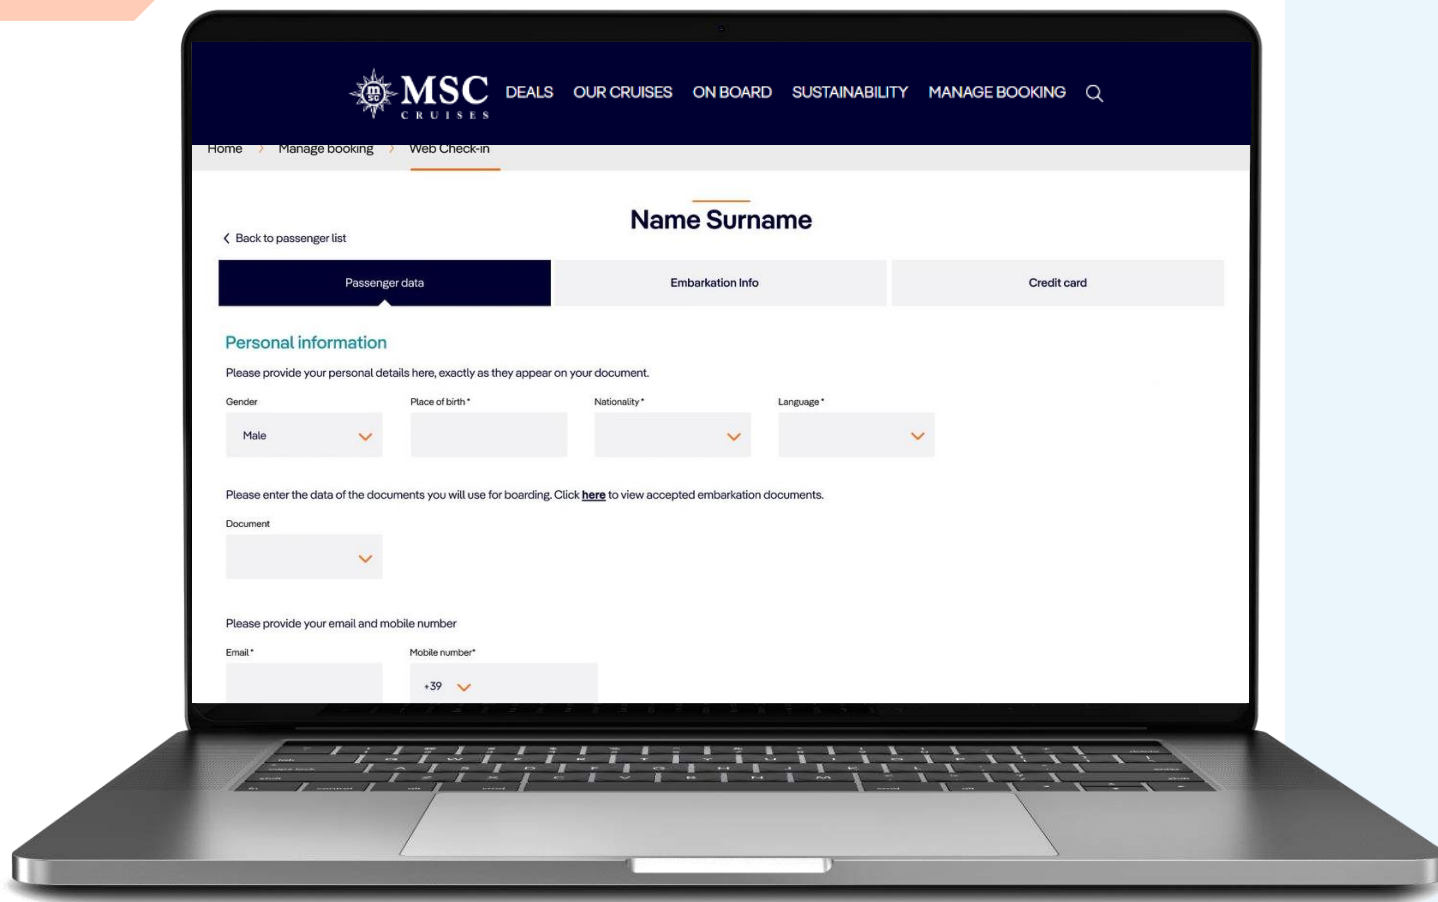 MSC
CRUISES
DEALS OUR CRUISES ON BOARD SUSTAINABILITY MANAGE BOOKING
Home > Manage booking > Web Check-in
Name Surname
Back to passenger list
Passenger data Embarkation Info Credit card
Personal information
Please provide your personal details here, exactly as they appear on your document.
Gender Place of birth * Nationality * Language *
Male
Please enter the data of the documents you will use for boarding. Click here to view accepted embarkation documents.
Document
Please provide your email and mobile number
Email * Mobile number*
+39